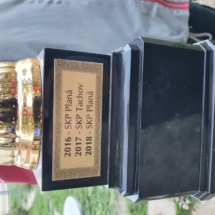 2016 - SKP Planá
2017 - SKP Tachov
2018 - SKP Planá